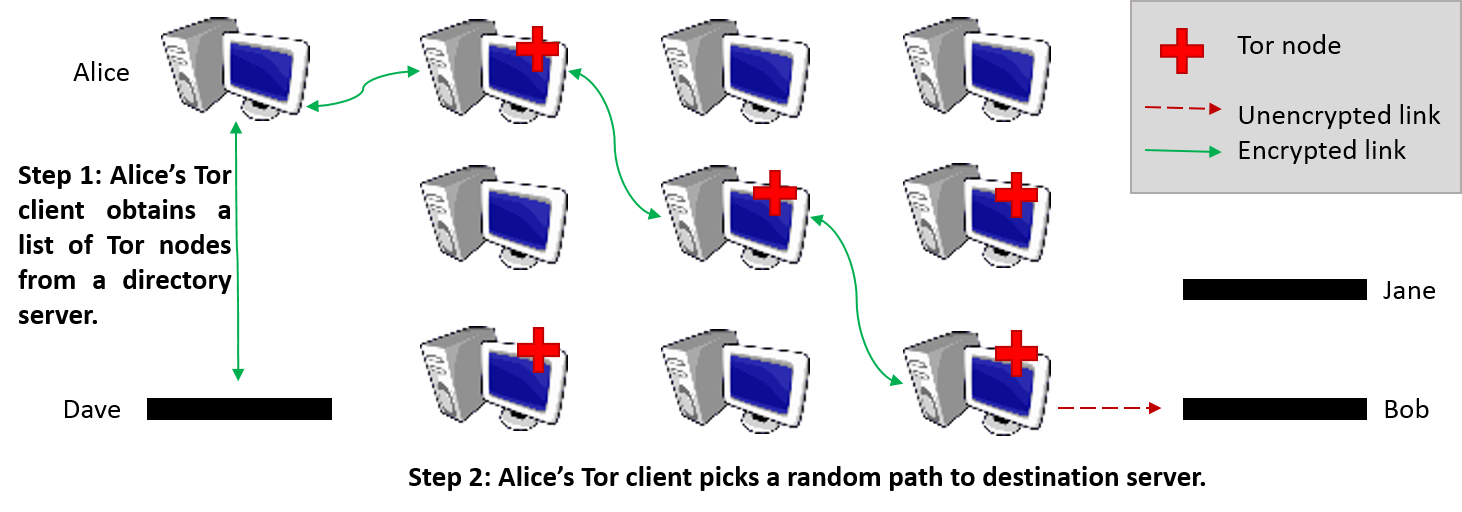 Alice
Tor node
Unencrypted link
Encrypted link
Step 1: Alice’s Tor
client obtains a
list of Tor nodes
from a directory
server.
Jane
Dave
Bob
Step 2: Alice’s Tor client picks a random path to destination server.